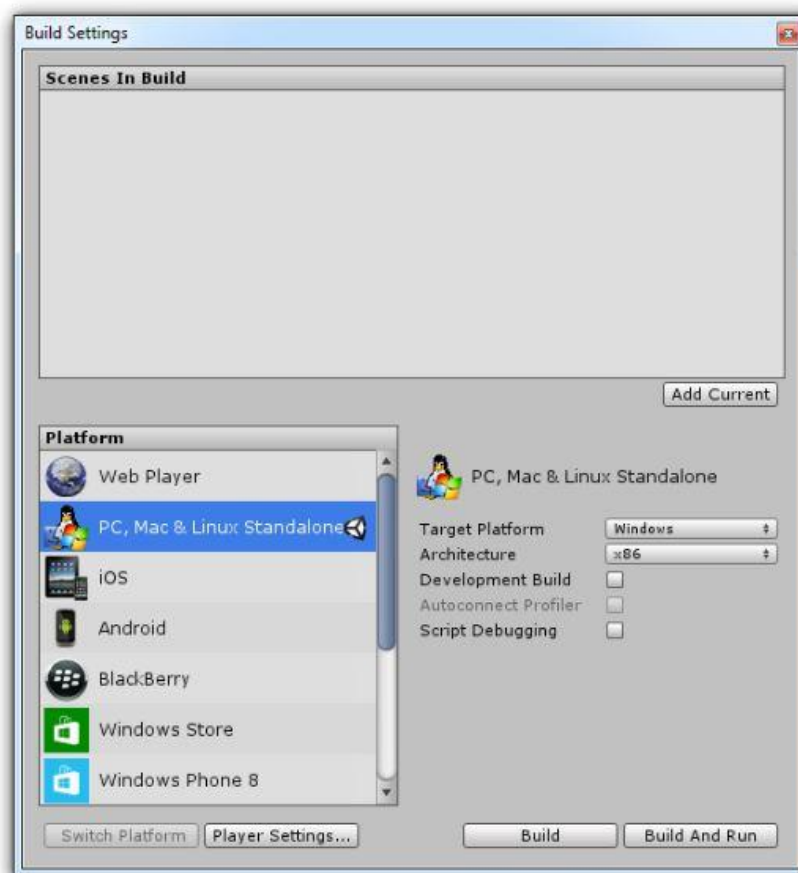 Build Settings
Scenes In Build
Add Current
Platform
Web Player
PC, Mac & Linux Standalone
iOS
Android
BlackBerry
Windows Store
Windows Phone 8
PC, Mac & Linux Standalone
Target Platform Windows
Architecture x86
Development Build
Autoconnect Profiler
Script Debugging
Switch Platform Player Settings... Build Build And Run